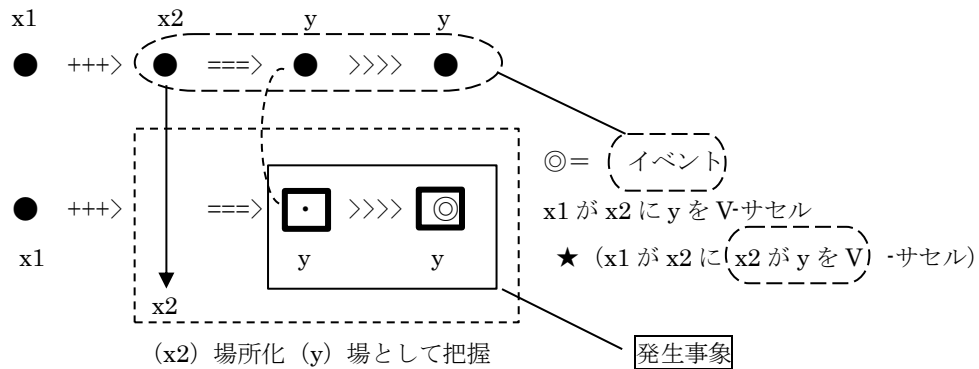 x1 x2 y y
● +++> ● ===> ● >>>> ●
◎= イベント
● +++> ===> ・ >>>> ◎
x1 が x2 に y を V-サセル
x1 y y
★ (x1 が x2 に x2 が y を V) -サセル)
x2
(x2) 場所化 (y) 場として把握
発生事象